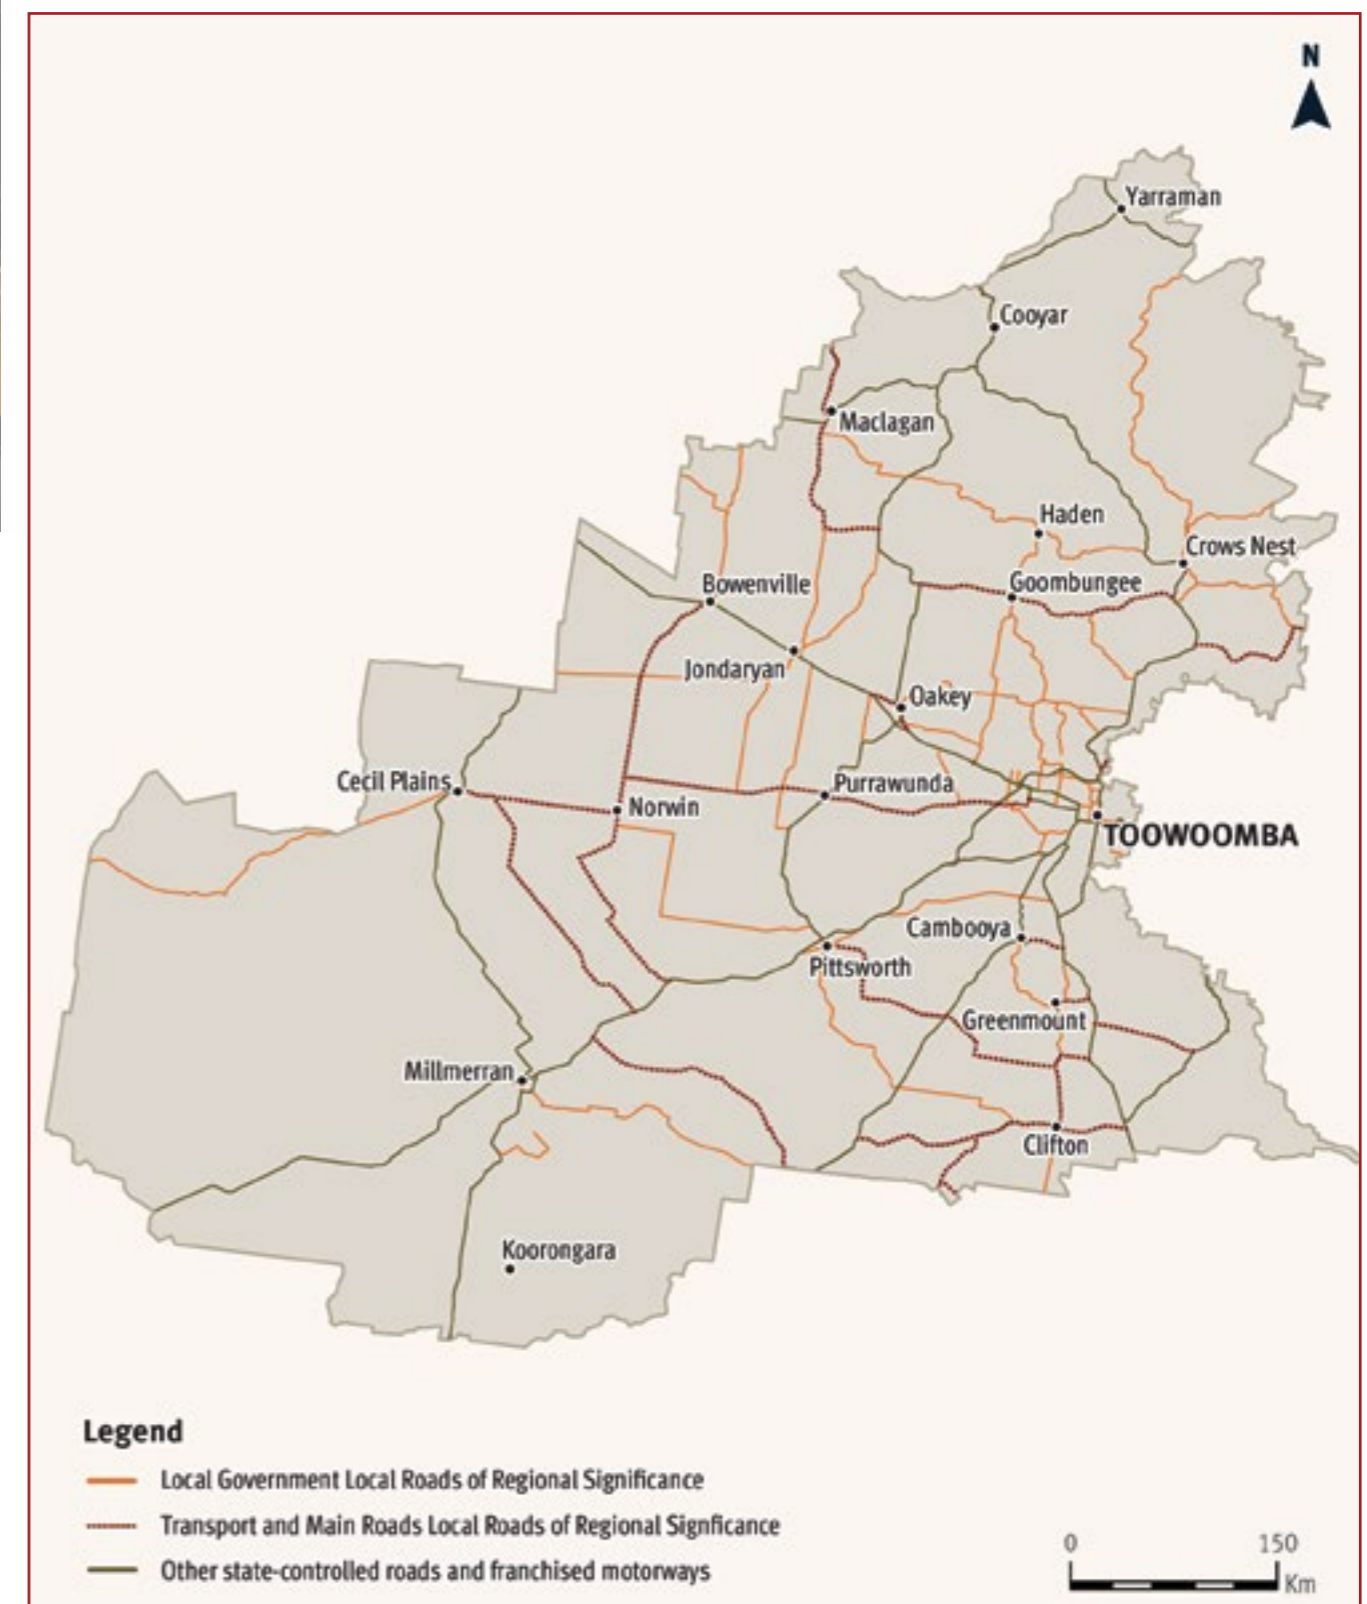 N
Yarraman
Cooyar
Maclagan
Haden
Crows Nest
Bowenville
Goombungee
Jondaryan
Oakey
Cecil Plains
Purrawunda
Norwin
TOOWOOMBA
Cambooya
Pittsworth
Greenmount
Millmerran
Clifton
Koorongara
Legend
Local Government Local Roads of Regional Significance
Transport and Main Roads Local Roads of Regional Signficance
Other state-controlled roads and franchised motorways
0 150
Km